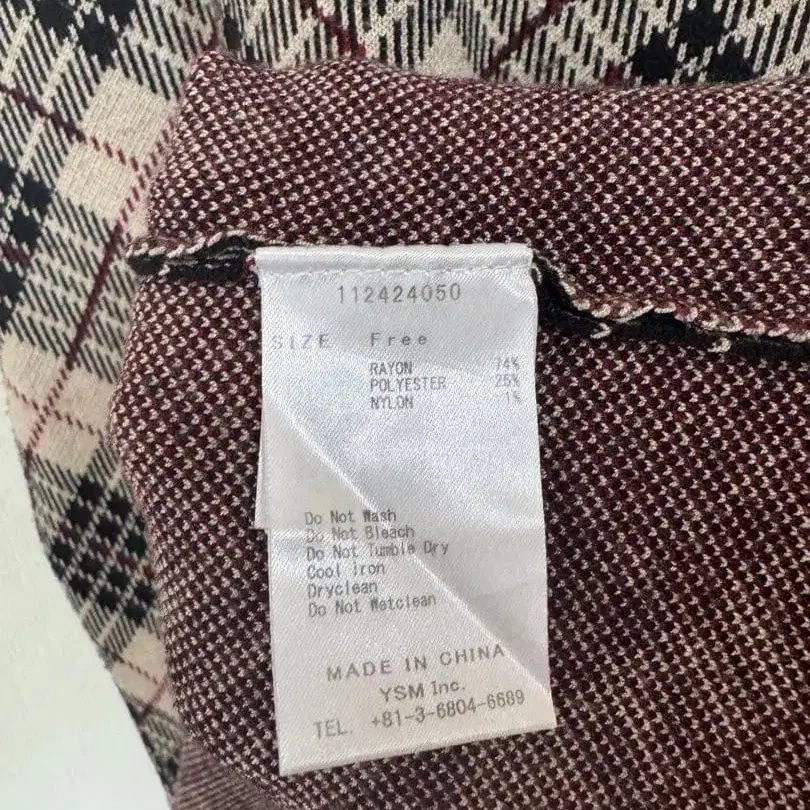 112424050
SIZE Free
RAYON 74%
POLYESTER 25%
NYLON 1%
Do Not Wash
Do Not Bleach
Do Not Tumble Dry
Cool Iron
Dryclean
Do Not Wetclean
MADE IN CHINA
YSM Inc.
TEL. +81-3-6804-6689